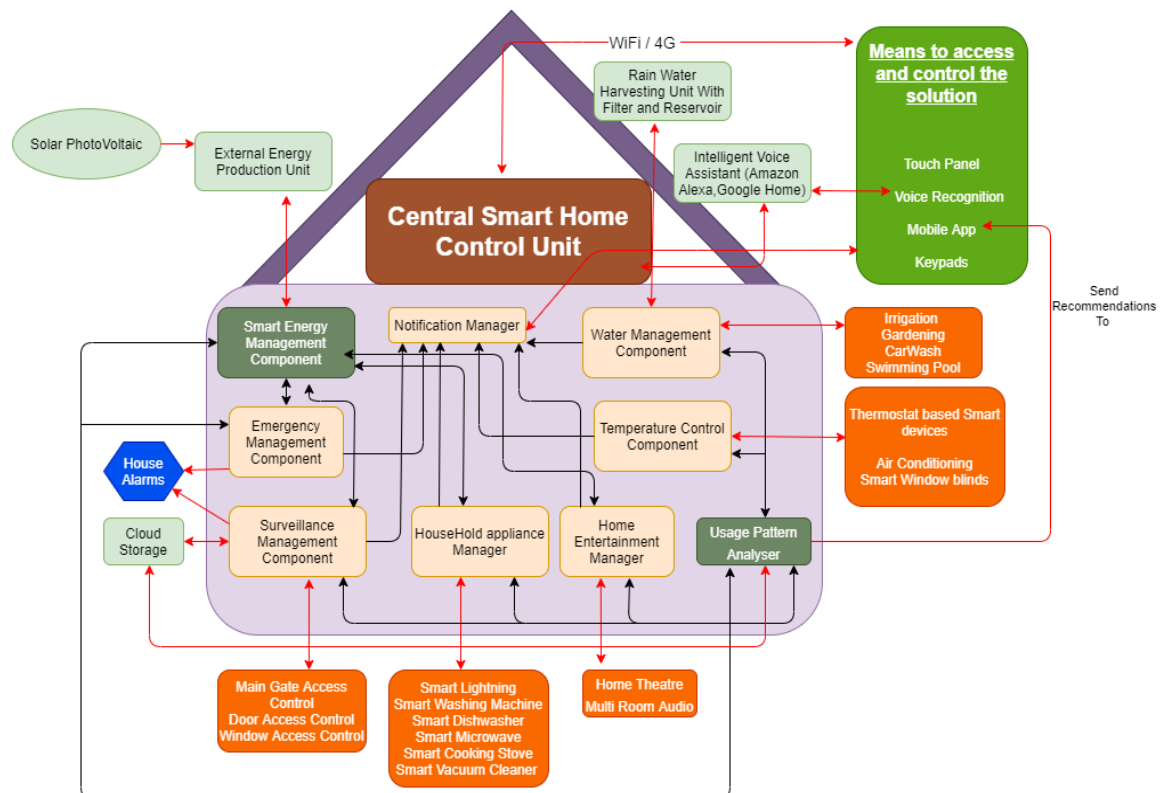 WiFi / 4G
Means to access
and control the
solution
Touch Panel
Voice Recognition
Mobile App
Keypads
Rain Water
Harvesting Unit With
Filter and Reservoir
Solar PhotoVoltaic
External Energy
Production Unit
Intelligent Voice
Assistant (Amazon
Alexa,Google Home)
Central Smart Home
Control Unit
Send
Recommendations
To
Smart Energy
Management
Component
Notification Manager
Water Management
Component
Irrigation
Gardening
CarWash
Swimming Pool
Emergency
Management
Component
Temperature Control
Component
Thermostat based Smart
devices
Air Conditioning
Smart Window blinds
House
Alarms
Cloud
Storage
Surveillance
Management
Component
HouseHold appliance
Manager
Home
Entertainment
Manager
Usage Pattern
Analyser
Main Gate Access
Control
Door Access Control
Window Access Control
Smart Lightning
Smart Washing Machine
Smart Dishwasher
Smart Microwave
Smart Cooking Stove
Smart Vacuum Cleaner
Home Theatre
Multi Room Audio